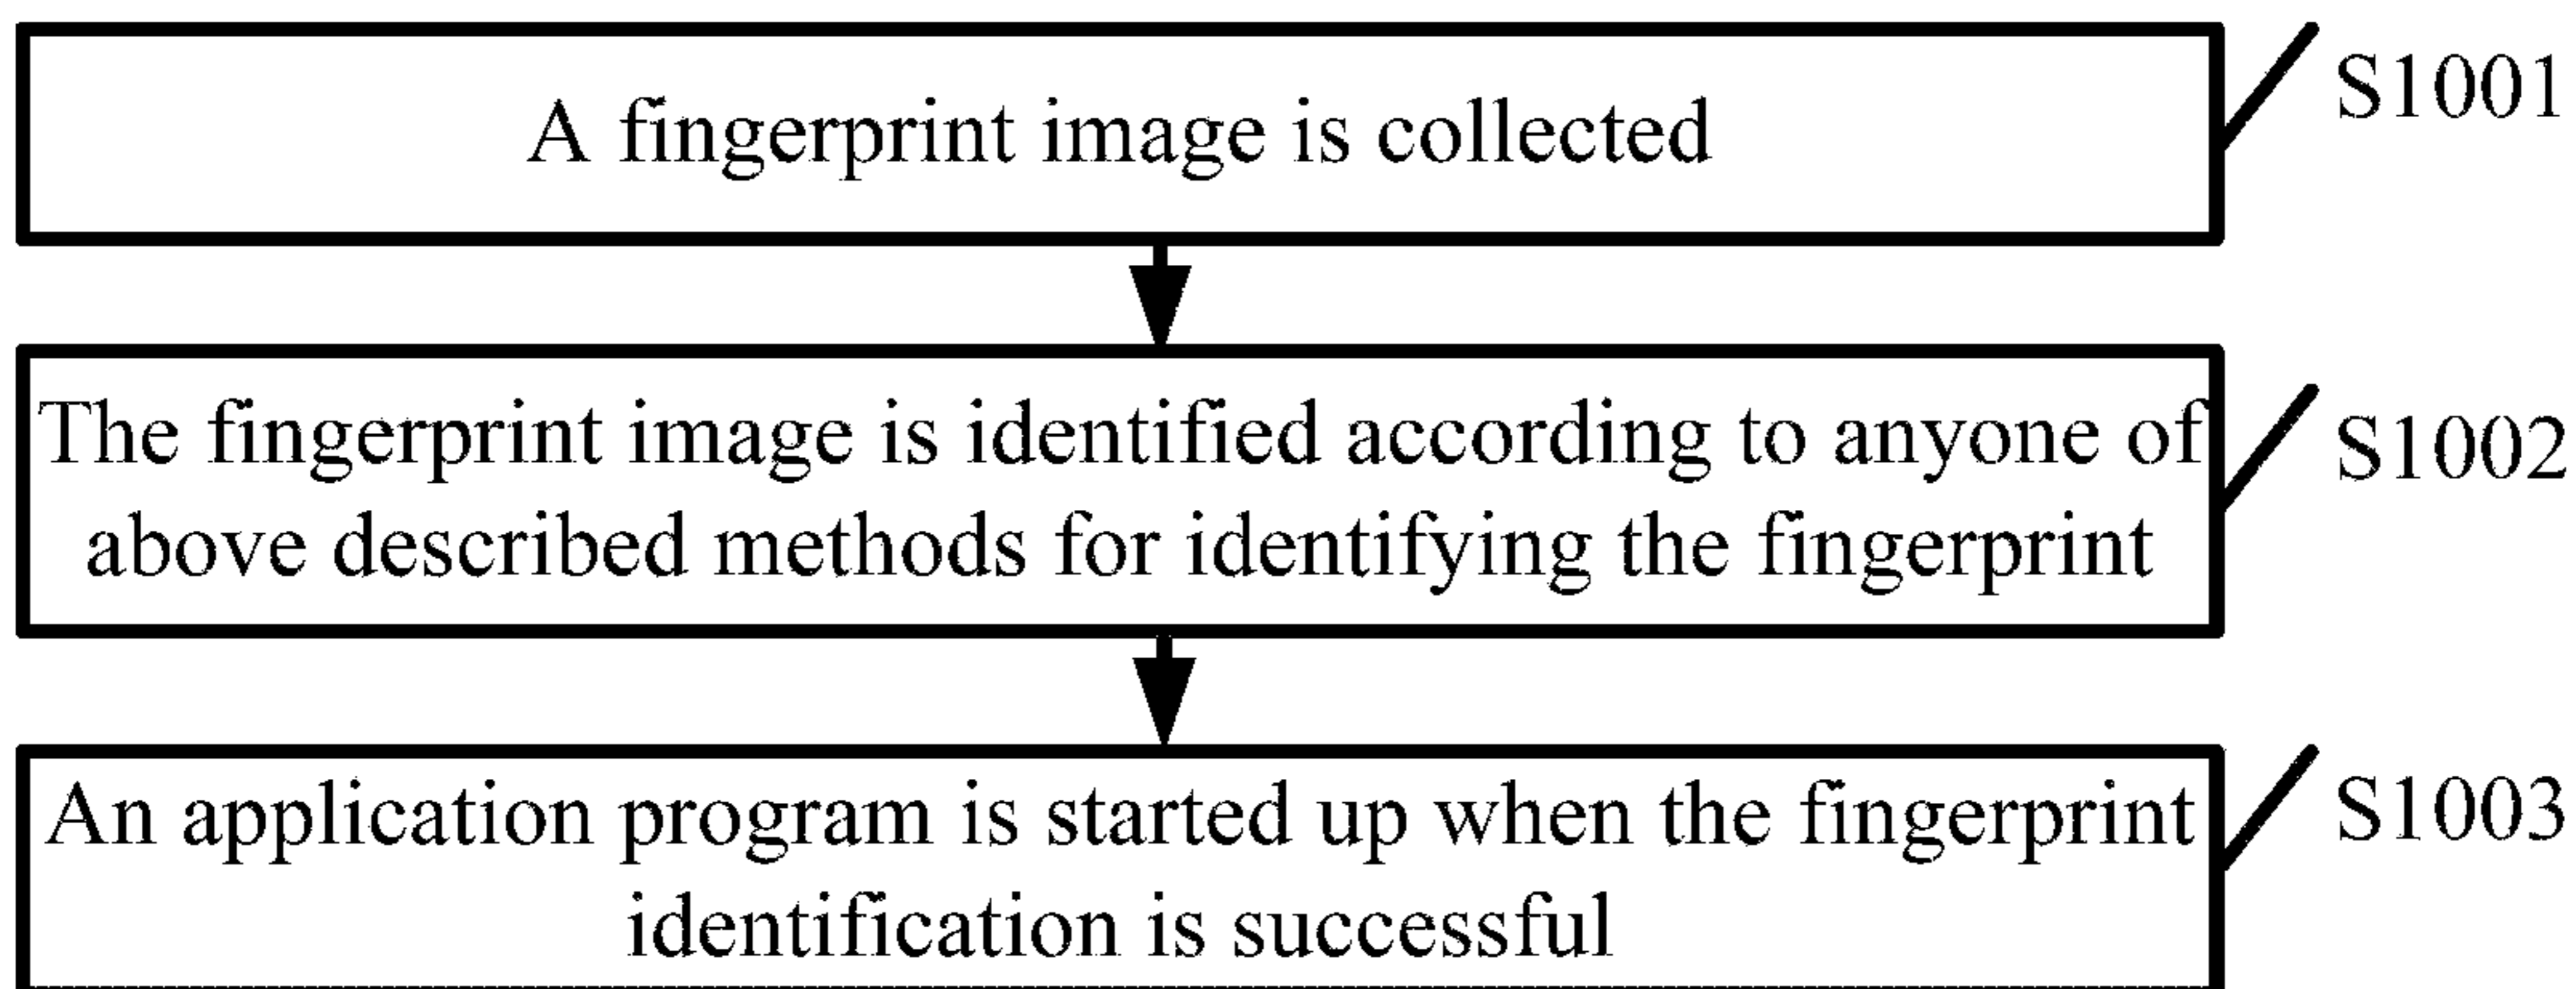 A fingerprint image is collected
S1001
The fingerprint image is identified according to anyone of
above described methods for identifying the fingerprint
S1002
An application program is started up when the fingerprint
identification is successful
S1003